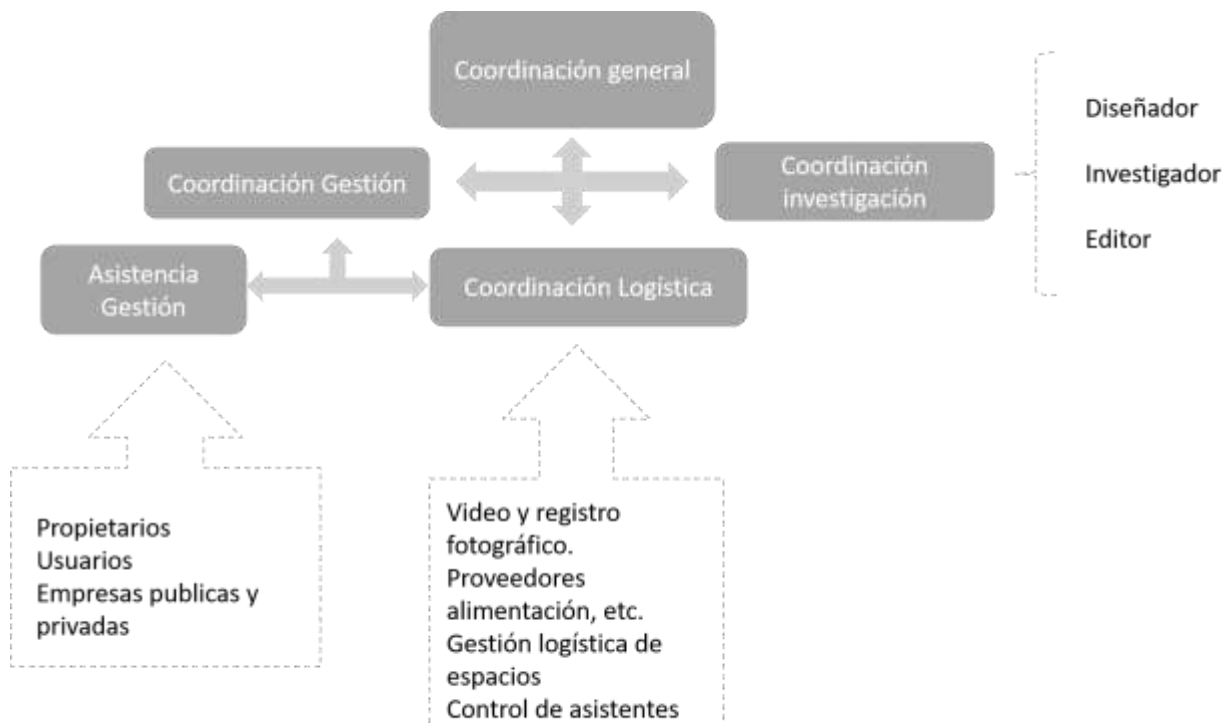 Coordinación general
Coordinación Gestión
Coordinación
investigación
Diseñador
Investigador
Editor
Asistencia
Gestión
Coordinación Logística
Propietarios
Usuarios
Empresas publicas y
privadas
Video y registro
fotográfico.
Proveedores
alimentación, etc.
Gestión logística de
espacios
Control de asistentes